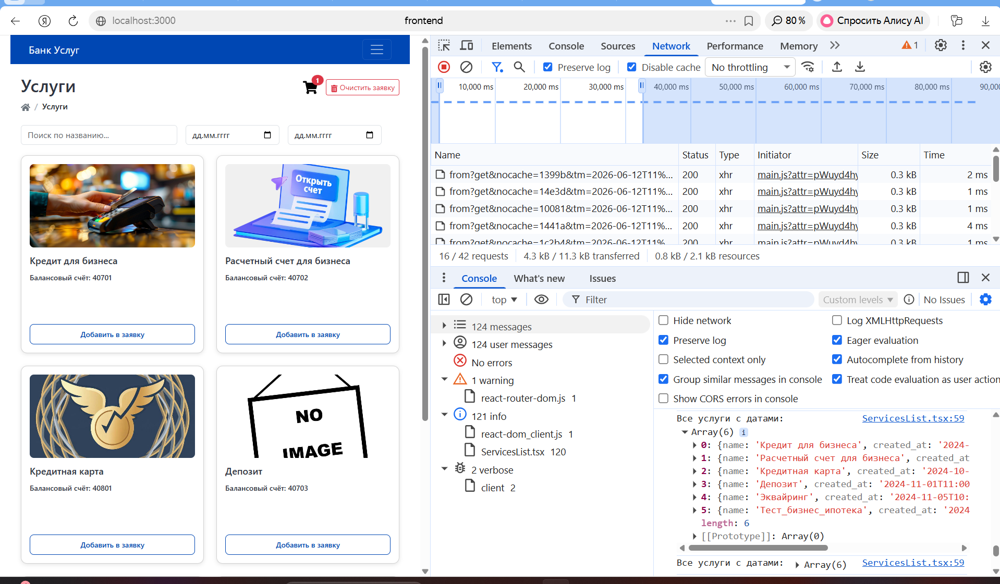 localhost:3000
frontend
80 %
Спросить Алису AI
Банк Услуг
Услуги
1
Очистить заявку
/ Услуги
Поиск по названию...
дд.мм.гггг
дд.мм.гггг
Открыть
счет
Кредит для бизнеса
Балансовый счёт: 40701
Добавить в заявку
Расчетный счет для бизнеса
Балансовый счёт: 40702
Добавить в заявку
Кредитная карта
Балансовый счёт: 40801
Добавить в заявку
NO
IMAGE
Депозит
Балансовый счёт: 40703
Добавить в заявку
Elements Console Sources Network Performance Memory 1
Preserve log Disable cache No throttling
10,000 ms 20,000 ms 30,000 ms 40,000 ms 50,000 ms 60,000 ms 70,000 ms 80,000 ms 90,00
Name Status Type Initiator Size Time
from?get&nocache=1399b&tm=2026-06-12T11%... 200 xhr main.js?attr=pWuyd4hy 0.3 kB 2 ms
from?get&nocache=14e3d&tm=2026-06-12T11%... 200 xhr main.js?attr=pWuyd4hy 0.3 kB 1 ms
from?get&nocache=10081&tm=2026-06-12T11%... 200 xhr main.js?attr=pWuyd4hy 0.3 kB 1 ms
from?get&nocache=1441a&tm=2026-06-12T11%... 200 xhr main.js?attr=pWuyd4hy 0.3 kB 4 ms
from?get&nocache=1c2b4&tm=2026-06-12T11%... 200 xhr main.js?attr=pWuyd4hy 0.3 kB 1 ms
16 / 42 requests 4.3 kB / 11.3 kB transferred 0.8 kB / 2.1 kB resources
Console What's new Issues
top Filter Custom levels No Issues
124 messages
124 user messages
No errors
1 warning
react-router-dom.js 1
121 info
react-dom_client.js 1
ServicesList.tsx 120
2 verbose
client 2
Hide network Log XMLHttpRequests
Preserve log Eager evaluation
Selected context only Autocomplete from history
Group similar messages in console Treat code evaluation as user action
Show CORS errors in console
Все услуги с датами: ServicesList.tsx:59
Array(6) i
0: {name: 'Кредит для бизнеса', created_at: '2024-
1: {name: 'Расчетный счет для бизнеса', created_at
2: {name: 'Кредитная карта', created_at: '2024-10-
3: {name: 'Депозит', created_at: '2024-11-01T11:00
4: {name: 'Эквайринг', created_at: '2024-11-05T10:
5: {name: 'Тест_бизнес_ипотека', created_at: '2024
length: 6
[[Prototype]]: Array(0)
Все услуги с датами: Array(6) ServicesList.tsx:59